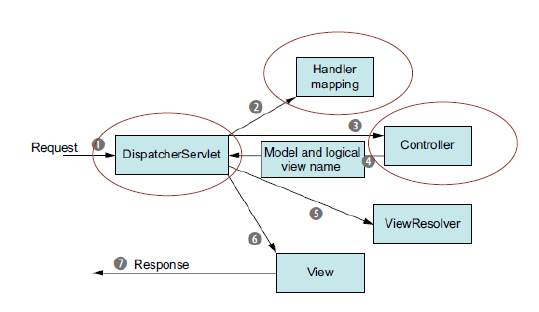 Handler
mapping
2
3
Request
1
DispatcherServlet
Model and logical
view name
4
Controller
5
ViewResolver
6
7
Response
View